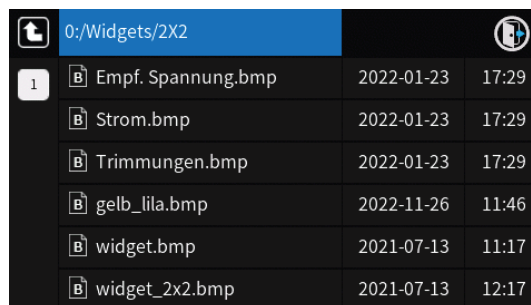 0:/Widgets/2X2
1
B Empf. Spannung.bmp 2022-01-23 17:29
B Strom.bmp 2022-01-23 17:29
B Trimmungen.bmp 2022-01-23 17:29
B gelb_lila.bmp 2022-11-26 11:46
B widget.bmp 2021-07-13 11:17
B widget_2x2.bmp 2021-07-13 12:17